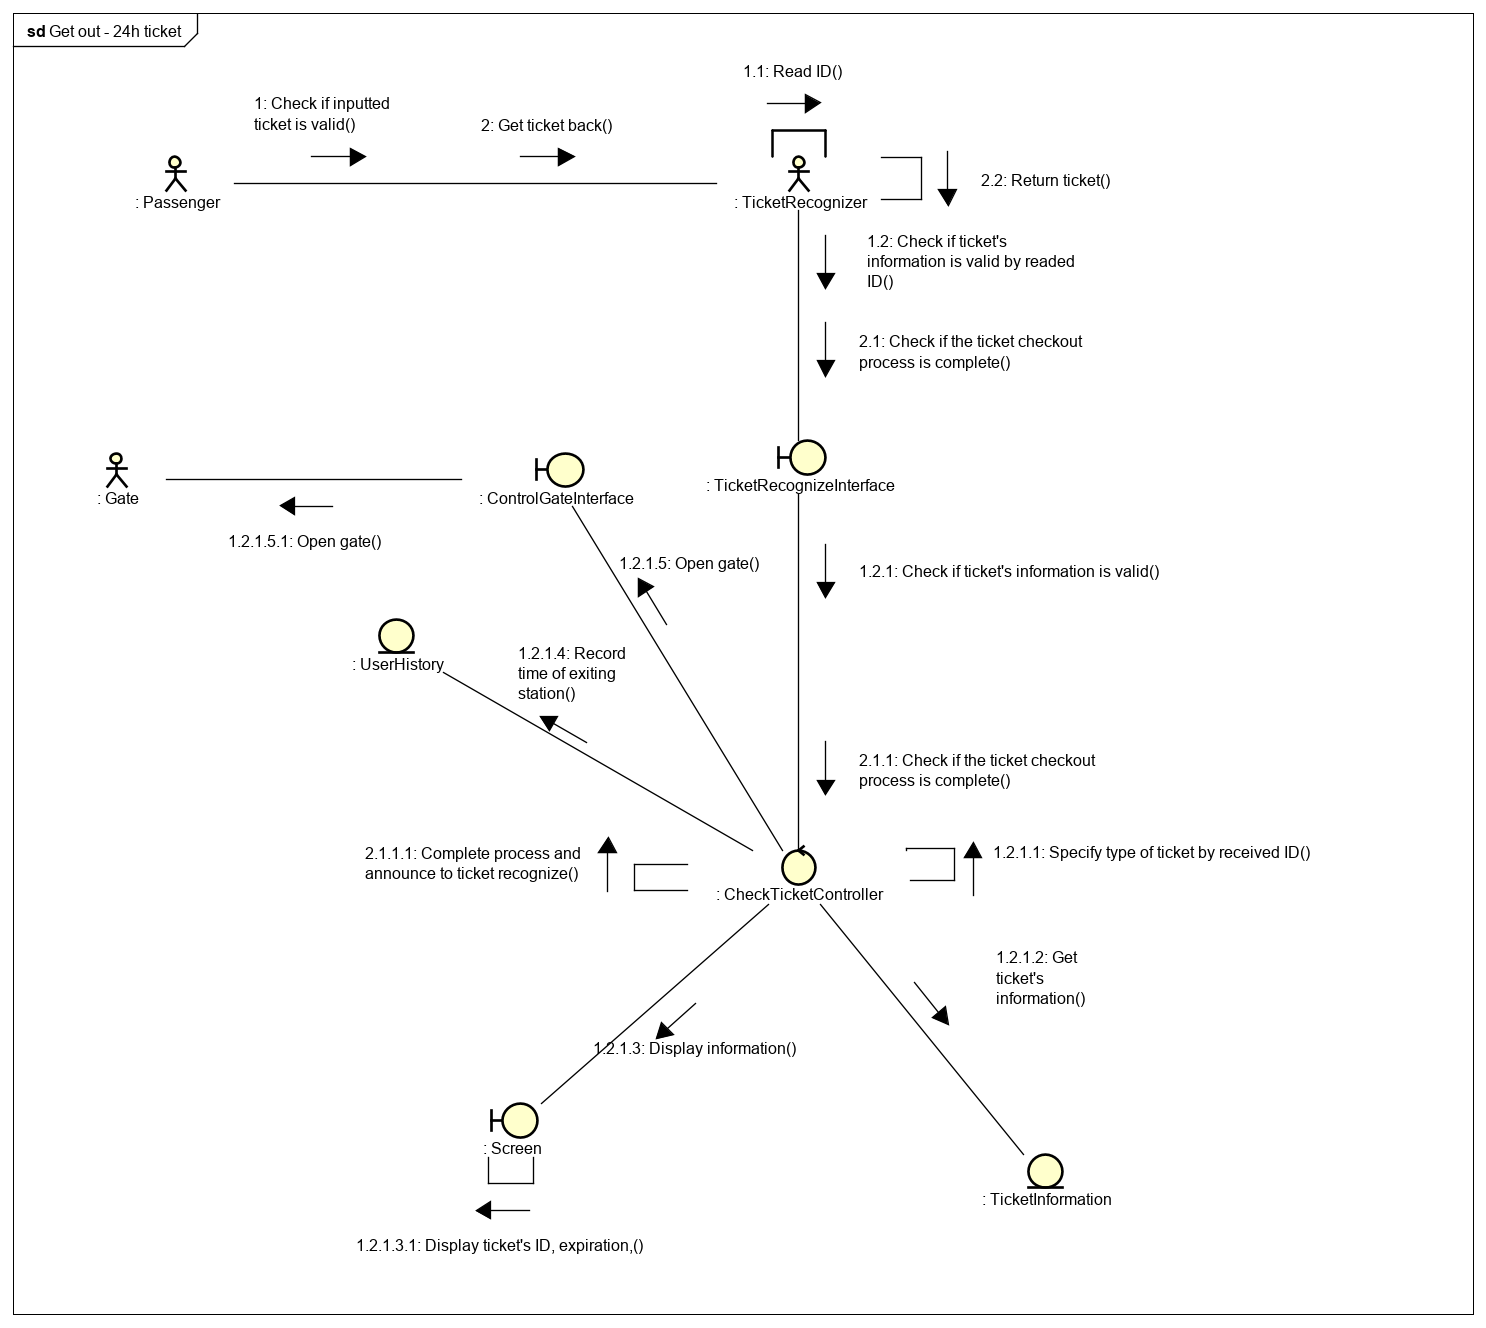 sd Get out - 24h ticket
1.1: Read ID()
1: Check if inputted
ticket is valid()
2: Get ticket back()
: Passenger
: TicketRecognizer
2.2: Return ticket()
1.2: Check if ticket's
information is valid by readed
ID()
2.1: Check if the ticket checkout
process is complete()
: Gate
: ControlGateInterface
: TicketRecognizeInterface
1.2.1.5.1: Open gate()
1.2.1.5: Open gate()
1.2.1: Check if ticket's information is valid()
: UserHistory
1.2.1.4: Record
time of exiting
station()
2.1.1: Check if the ticket checkout
process is complete()
2.1.1.1: Complete process and
announce to ticket recognize()
: CheckTicketController
1.2.1.1: Specify type of ticket by received ID()
1.2.1.2: Get
ticket's
information()
1.2.1.3: Display information()
: Screen
: TicketInformation
1.2.1.3.1: Display ticket's ID, expiration,()